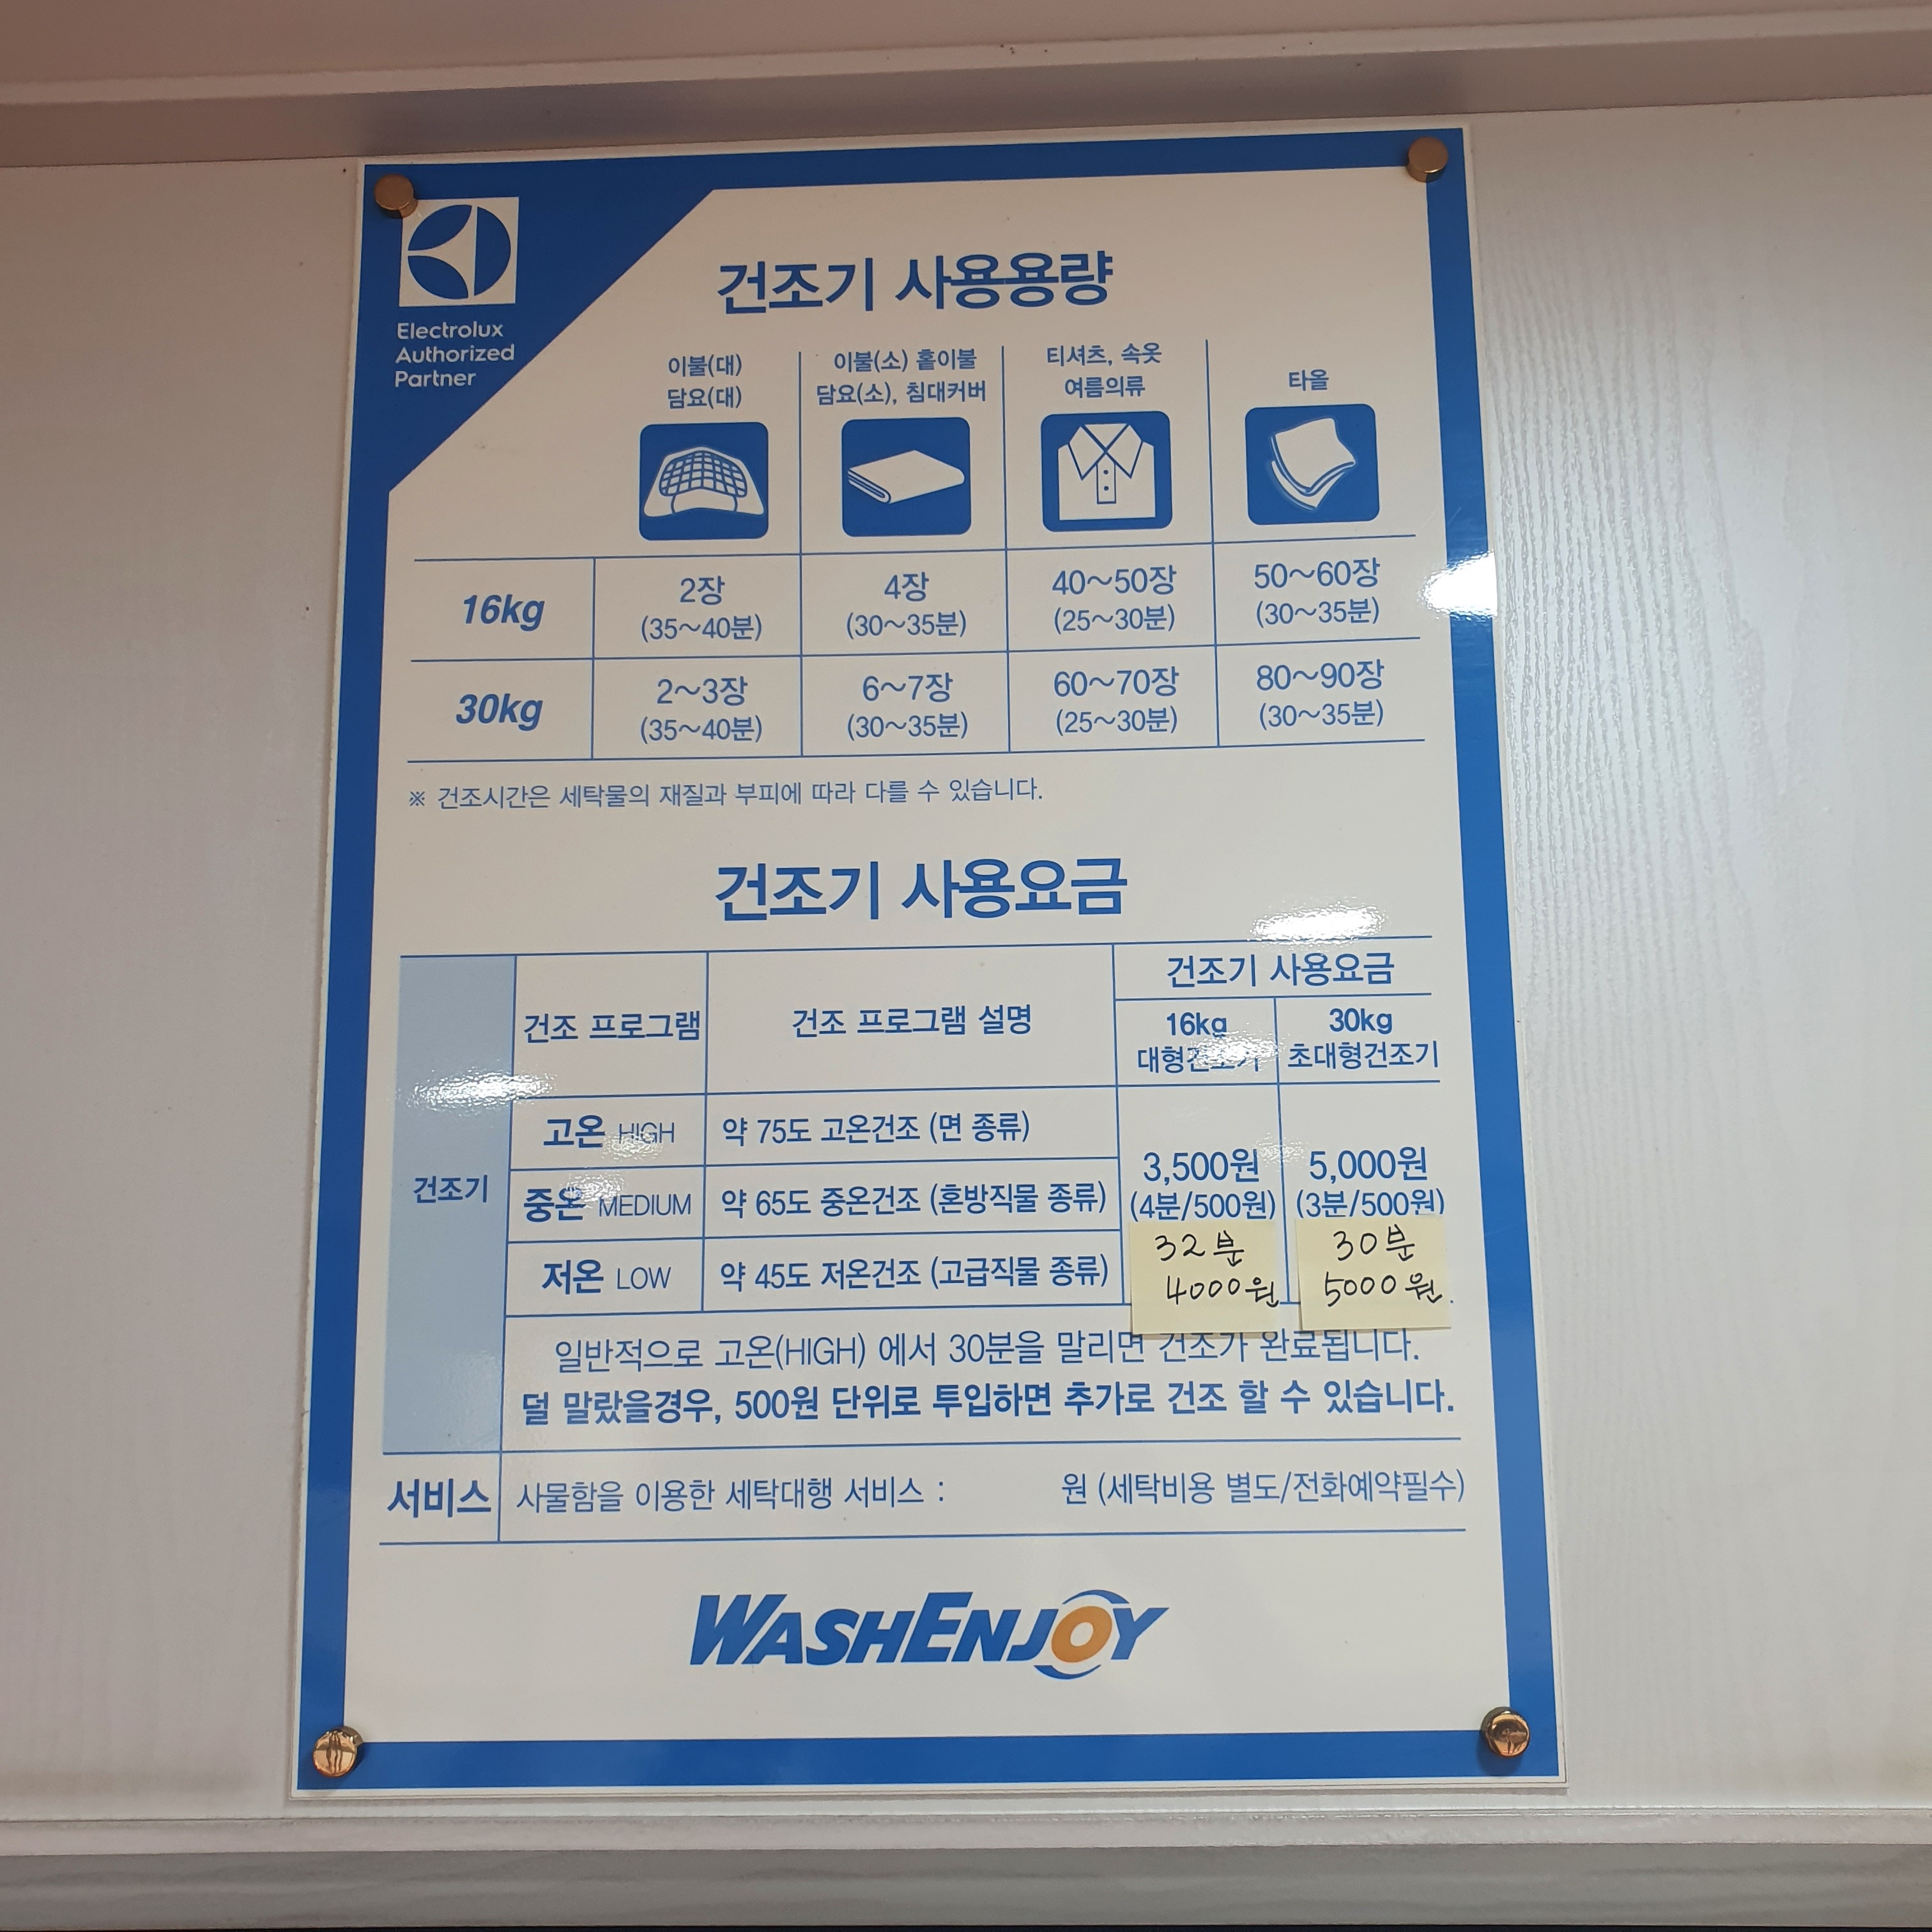 Electrolux
Authorized
Partner
건조기 사용용량
이불(대)
담요(대)
이불(소) 홑이불
담요(소), 침대커버
티셔츠, 속옷
여름의류
타올
16kg
2장
(35~40분)
4장
(30~35분)
40~50장
(25~30분)
50~60장
(30~35분)
30kg
2~3장
(35~40분)
6~7장
(30~35분)
60~70장
(25~30분)
80~90장
(30~35분)
※ 건조시간은 세탁물의 재질과 부피에 따라 다를 수 있습니다.
건조기 사용요금
건조기
건조 프로그램
건조 프로그램 설명
건조기 사용요금
16kg
대형건조기
30kg
초대형건조기
고온 HIGH
약 75도 고온건조 (면 종류)
중온 MEDIUM
약 65도 중온건조 (혼방직물 종류)
저온 LOW
약 45도 저온건조 (고급직물 종류)
3,500원
(4분/500원)
32분
4000원
5,000원
(3분/500원)
30분
5000원.
일반적으로 고온(HIGH) 에서 30분을 말리면 건조가 완료됩니다.
덜 말랐을경우, 500원 단위로 투입하면 추가로 건조 할 수 있습니다.
서비스
사물함을 이용한 세탁대행 서비스 : 원 (세탁비용 별도/전화예약필수)
WASHENJOY